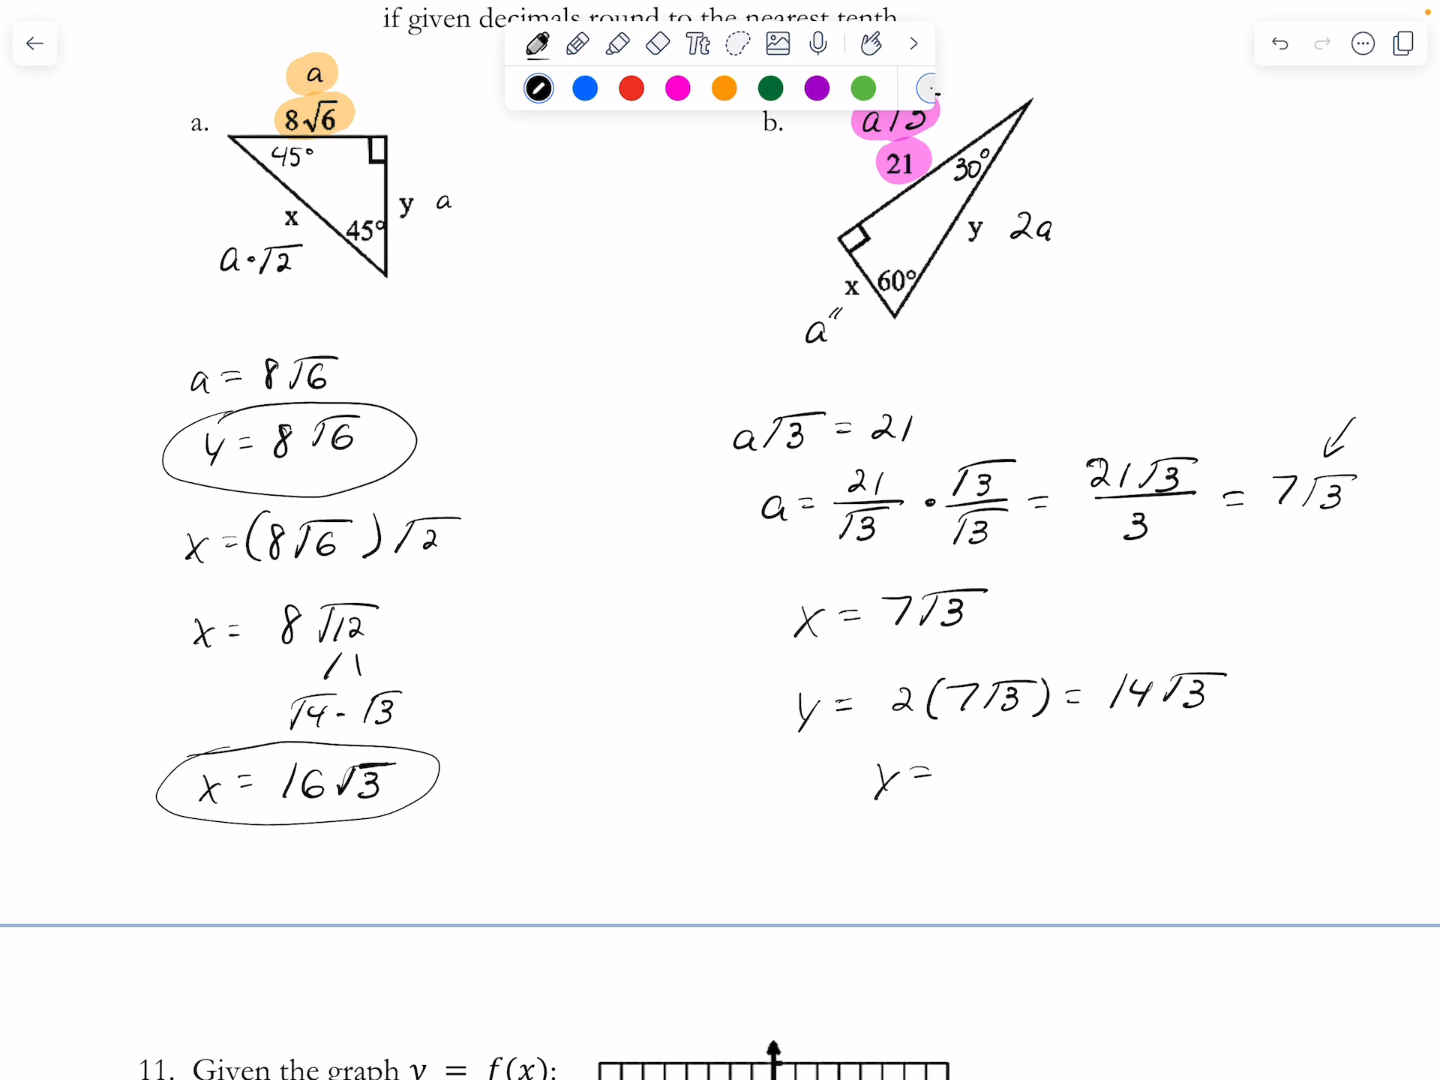 if given decimals round to the nearest tenth
Tt
a
8√6
a.
45°
x
45°
y a
a·√2
a = 8√6
y = 8√6
x = (8√6)√2
x = 8√12
√4 · √3
x = 16√3
b.
a√3
21
30°
y 2a
x
60°
a
a√3 = 21
a = 21/√3 · √3/√3 = 21√3/3 = 7√3
x = 7√3
y = 2(7√3) = 14√3
y =
11. Given the graph y = f(x):